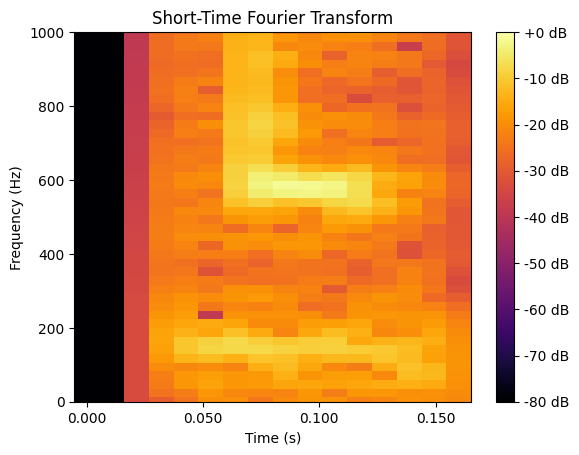 Short-Time Fourier Transform
1000
800
600
400
200
0
Frequency (Hz)
0.000
0.050
0.100
0.150
Time (s)
+0 dB
-10 dB
-20 dB
-30 dB
-40 dB
-50 dB
-60 dB
-70 dB
-80 dB